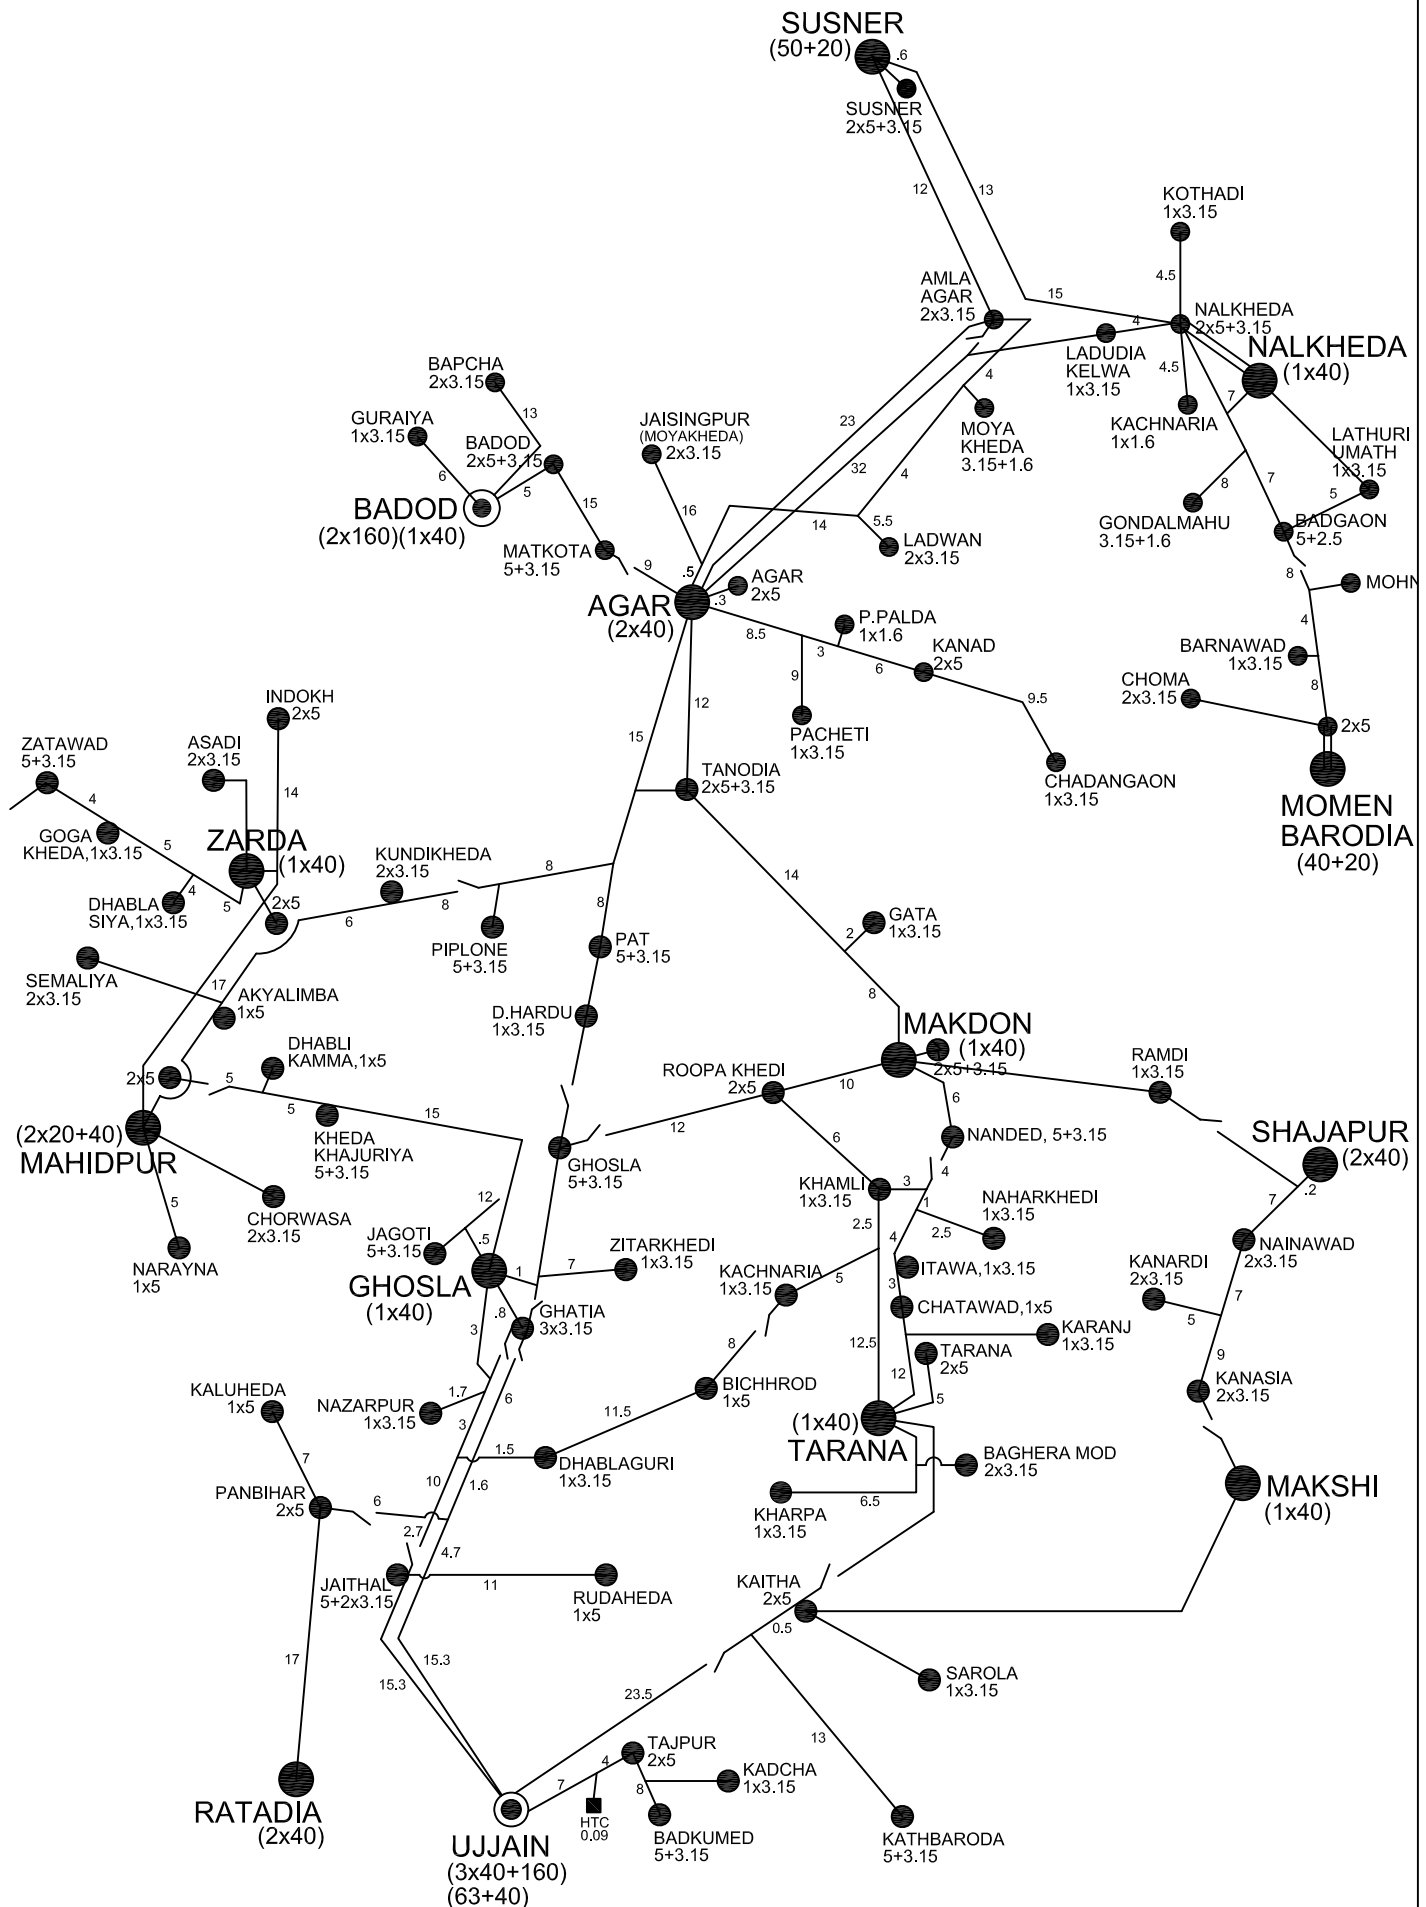 SUSNER
(50+20)
.6
SUSNER
2x5+3.15
12
13
KOTHADI
1x3.15
4.5
AMLA
AGAR
2x3.15
15
4
NALKHEDA
2x5+3.15
NALKHEDA
(1x40)
LADUDIA
KELWA
1x3.15
4.5
KACHNARIA
1x1.6
7
LATHURI
UMATH
1x3.15
BAPCHA
2x3.15
13
GURAIYA
1x3.15
6
BADOD
2x5+3.15
5
BADOD
(2x160)(1x40)
15
MATKOTA
5+3.15
9
JAISINGPUR
(MOYAKHEDA)
2x3.15
16
23
32
4
MOYA
KHEDA
3.15+1.6
4
14
5.5
LADWAN
2x3.15
8
GONDALMAHU
3.15+1.6
7
5
BADGAON
5+2.5
8
MOHN
4
BARNAWAD
1x3.15
8
CHOMA
2x3.15
2x5
MOMEN
BARODIA
(40+20)
.5
AGAR
2x5
.3
AGAR
(2x40)
8.5
P.PALDA
1x1.6
3
6
KANAD
2x5
9
PACHETI
1x3.15
9.5
CHADANGAON
1x3.15
12
15
TANODIA
2x5+3.15
INDOKH
2x5
ZATAWAD
5+3.15
ASADI
2x3.15
14
4
GOGA
KHEDA,1x3.15
5
ZARDA
(1x40)
4
DHABLA
SIYA,1x3.15
5
2x5
KUNDIKHEDA
2x3.15
6
8
8
PIPLONE
5+3.15
8
PAT
5+3.15
14
GATA
1x3.15
2
8
SEMALIYA
2x3.15
17
AKYALIMBA
1x5
D.HARDU
1x3.15
DHABLI
KAMMA,1x5
2x5
5
5
15
KHEDA
KHAJURIYA
5+3.15
(2x20+40)
MAHIDPUR
5
NARAYNA
1x5
CHORWASA
2x3.15
MAKDON
(1x40)
2x5+3.15
ROOPA KHEDI
2x5
10
12
GHOSLA
5+3.15
6
NANDED, 5+3.15
RAMDI
1x3.15
SHAJAPUR
(2x40)
.2
7
NAINAWAD
2x3.15
6
KHAMLI
1x3.15
3
4
1
NAHARKHEDI
1x3.15
2.5
2.5
4
12
JAGOTI
5+3.15
.5
GHOSLA
(1x40)
1
7
ZITARKHEDI
1x3.15
KACHNARIA
1x3.15
5
ITAWA,1x3.15
3
CHATAWAD,1x5
KANARDI
2x3.15
7
5
9
KANASIA
2x3.15
.8
GHATIA
3x3.15
3
8
12.5
KARANJ
1x3.15
TARANA
2x5
12
5
KALUHEDA
1x5
NAZARPUR
1x3.15
1.7
3
6
BICHHROD
1x5
11.5
(1x40)
TARANA
BAGHERA MOD
2x3.15
MAKSHI
(1x40)
7
1.5
DHABLAGURI
1x3.15
10
1.6
PANBIHAR
2x5
6
KHARPA
1x3.15
6.5
2.7
4.7
JAITHAL
5+2x3.15
11
RUDAHEDA
1x5
KAITHA
2x5
0.5
17
15.3
15.3
23.5
SAROLA
1x3.15
13
TAJPUR
2x5
4
7
8
KADCHA
1x3.15
RATADIA
(2x40)
HTC
0.09
BADKUMED
5+3.15
KATHBARODA
5+3.15
UJJAIN
(3x40+160)
(63+40)